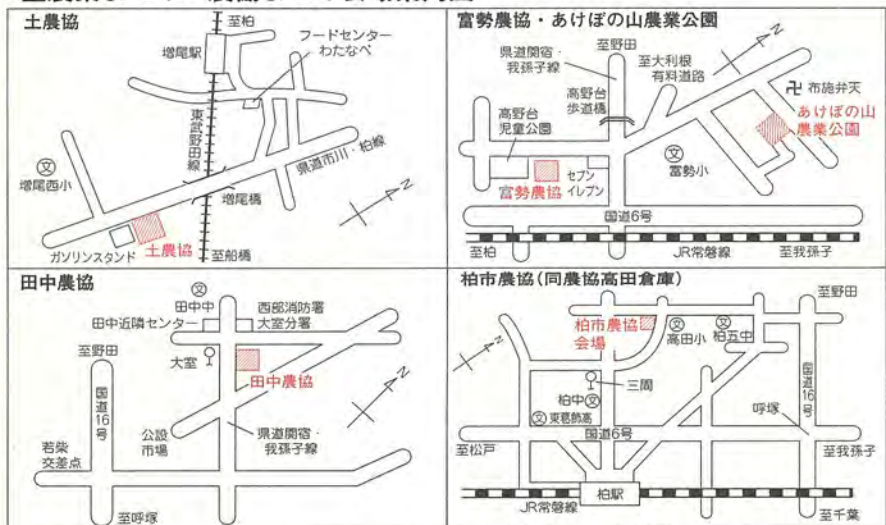 土農協
至柏
増尾駅
フードセンター
わたなべ
東武野田線
県道市川・柏線
増尾西小
増尾橋
ガソリンスタンド
土農協
至船橋
N
富勢農協・あけぼの山農業公園
県道関宿・
我孫子線
至野田
至大利根
有料道路
N
布施弁天
高野台
歩道橋
高野台
児童公園
あけぼの山
農業公園
文
富勢小
富勢農協
セブン
イレブン
国道6号
至柏
JR常磐線
至我孫子
田中農協
文
田中中
西部消防署
大室分署
田中近隣センター
至野田
大室
田中農協
N
国道16号
公設
市場
県道関宿・
我孫子線
若柴
交差点
至呼塚
柏市農協(同農協高田倉庫)
至野田
柏市農協
会場
文
高田小
文
柏五中
N
三周
柏中
文
文
東葛飾高
国道16号
呼塚
国道6号
至松戸
至我孫子
柏駅
JR常磐線
至千葉